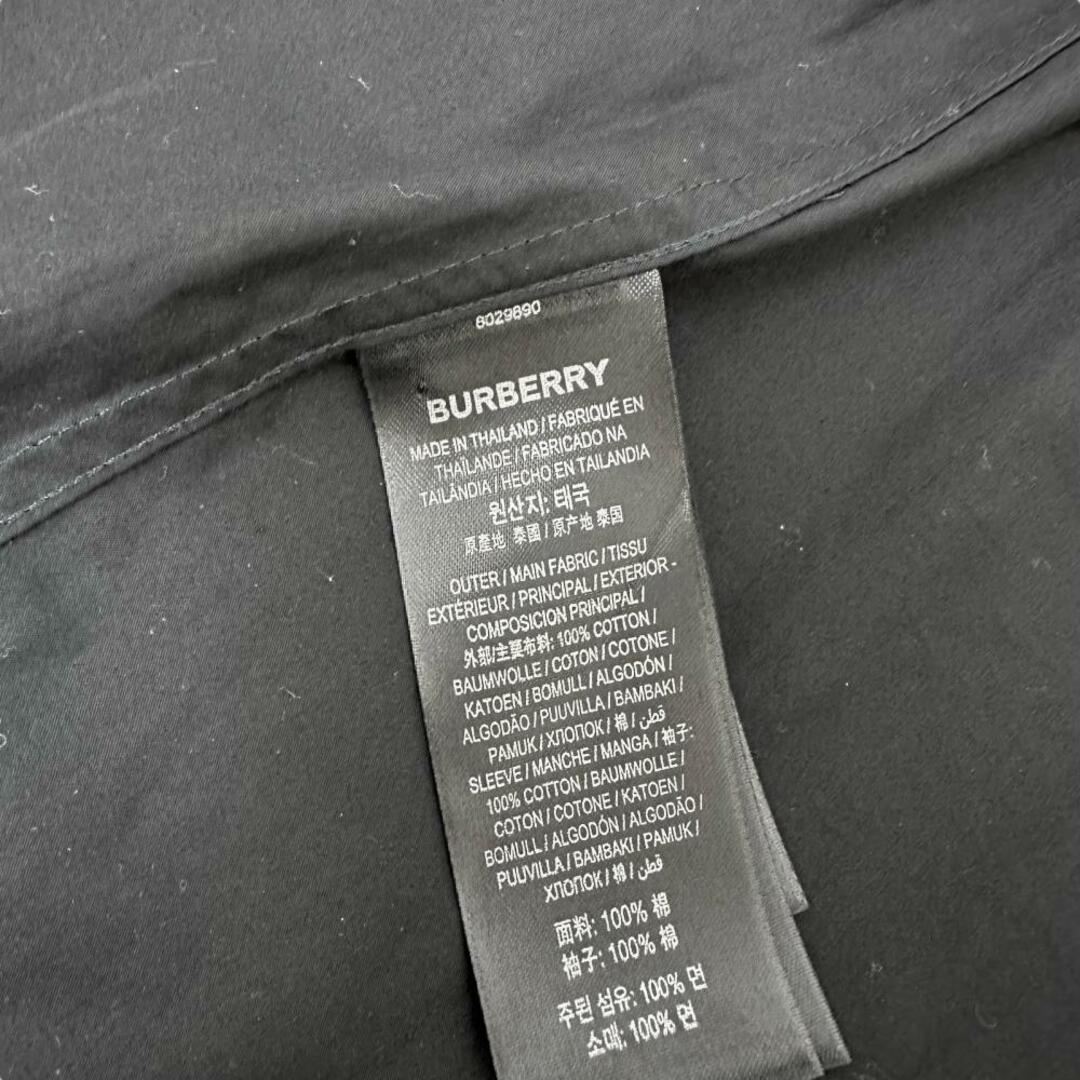 8029890
BURBERRY
MADE IN THAILAND / FABRIQUÉ EN
THAÏLANDE / FABRICADO NA
TAILÂNDIA / HECHO EN TAILANDIA
원산지: 태국
原產地 泰國 / 原产地 泰国
OUTER / MAIN FABRIC / TISSU
EXTÉRIEUR / PRINCIPAL / EXTERIOR -
COMPOSICION PRINCIPAL /
外部/主要布料: 100% COTTON /
BAUMWOLLE / COTON / COTONE /
KATOEN / BOMULL / ALGODÓN /
ALGODÃO / PUUVILLA / BAMBAKI /
PAMUK / ХЛОПОК / 棉 / قطن
SLEEVE / MANCHE / MANGA / 袖子:
100% COTTON / BAUMWOLLE /
COTON / COTONE / KATOEN /
BOMULL / ALGODÓN / ALGODÃO /
PUUVILLA / BAMBAKI / PAMUK /
ХЛОПОК / 棉 / قطن
面料: 100% 棉
袖子: 100% 棉
주된 섬유: 100% 면
소매: 100% 면